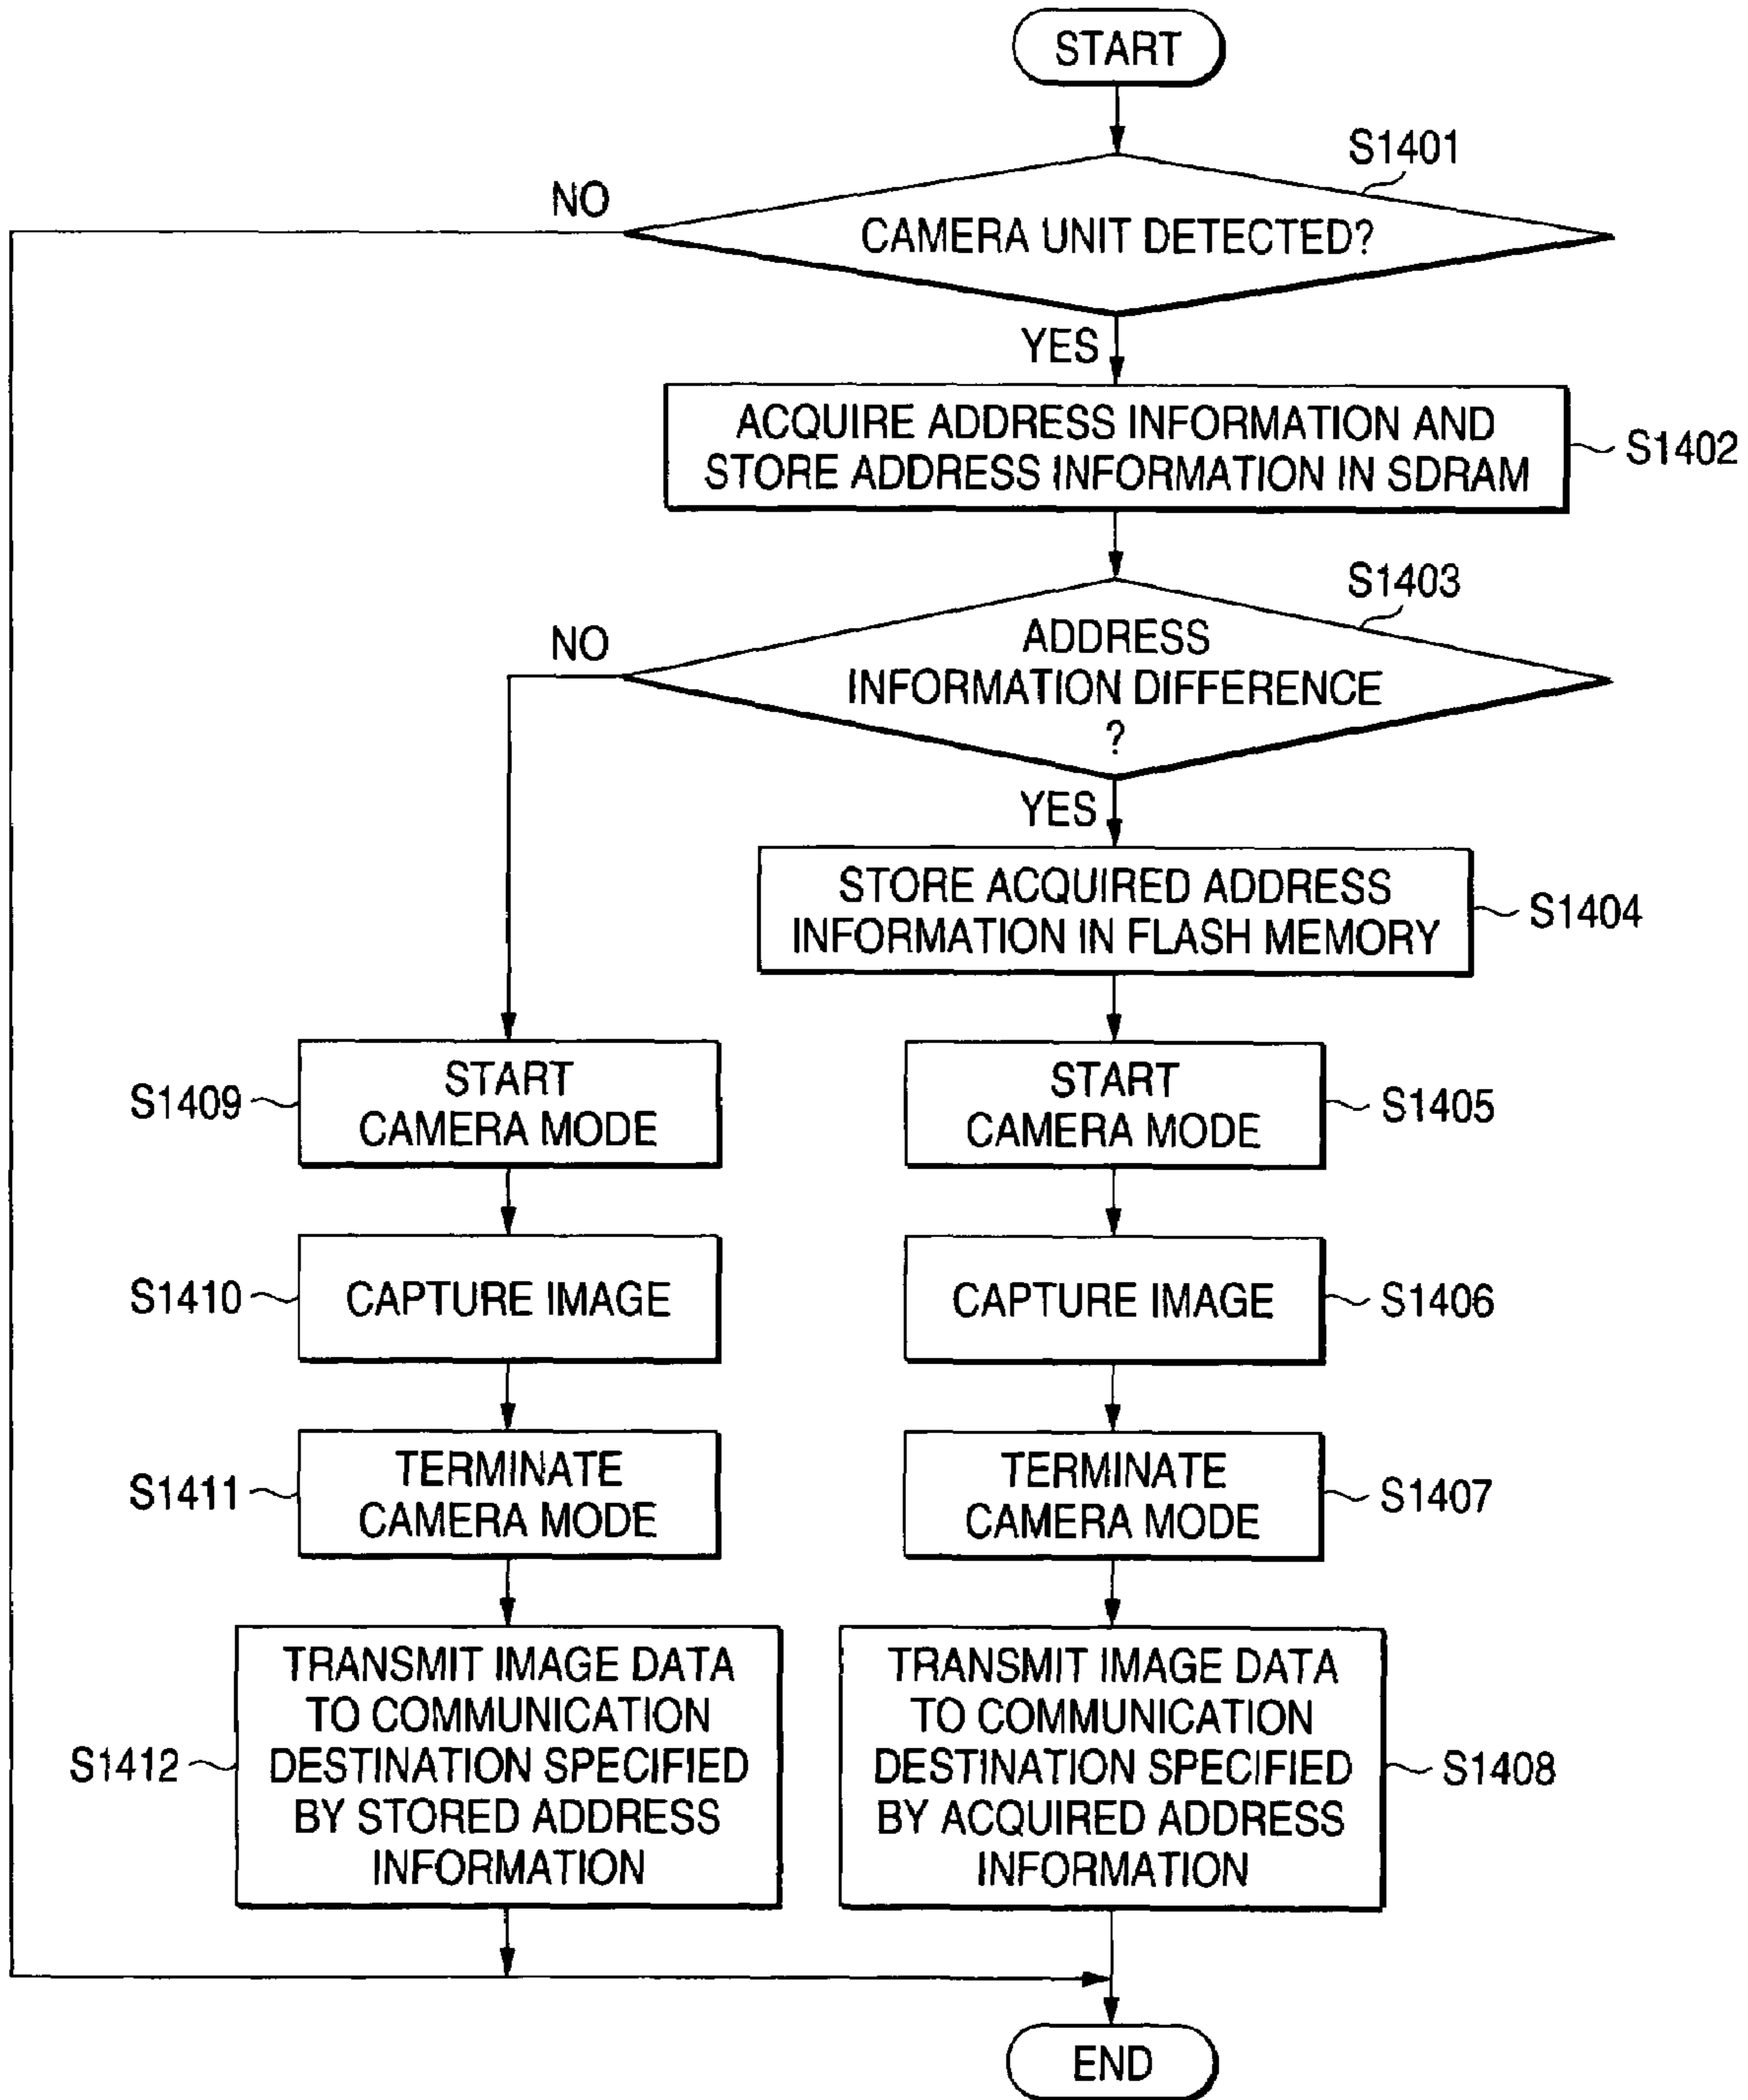 START
S1401
NO
CAMERA UNIT DETECTED?
YES
ACQUIRE ADDRESS INFORMATION AND
STORE ADDRESS INFORMATION IN SDRAM
S1402
S1403
NO
ADDRESS
INFORMATION DIFFERENCE
?
YES
STORE ACQUIRED ADDRESS
INFORMATION IN FLASH MEMORY
S1404
S1409
START
CAMERA MODE
START
CAMERA MODE
S1405
S1410
CAPTURE IMAGE
CAPTURE IMAGE
S1406
S1411
TERMINATE
CAMERA MODE
TERMINATE
CAMERA MODE
S1407
S1412
TRANSMIT IMAGE DATA
TO COMMUNICATION
DESTINATION SPECIFIED
BY STORED ADDRESS
INFORMATION
TRANSMIT IMAGE DATA
TO COMMUNICATION
DESTINATION SPECIFIED
BY ACQUIRED ADDRESS
INFORMATION
S1408
END